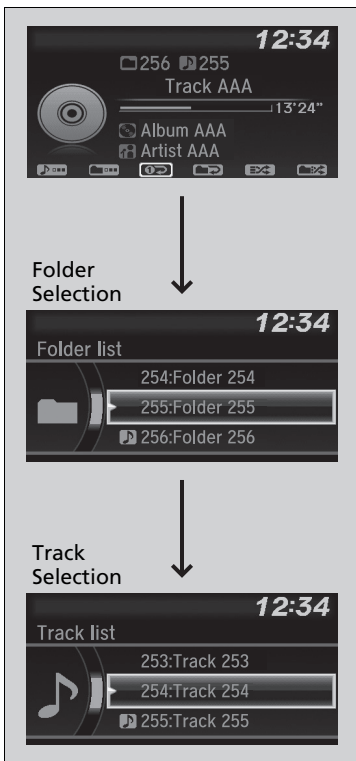 12:34
256 255
Track AAA
13'24"
Album AAA
Artist AAA
Folder
Selection
12:34
Folder list
254:Folder 254
255:Folder 255
256:Folder 256
Track
Selection
12:34
Track list
253:Track 253
254:Track 254
255:Track 255